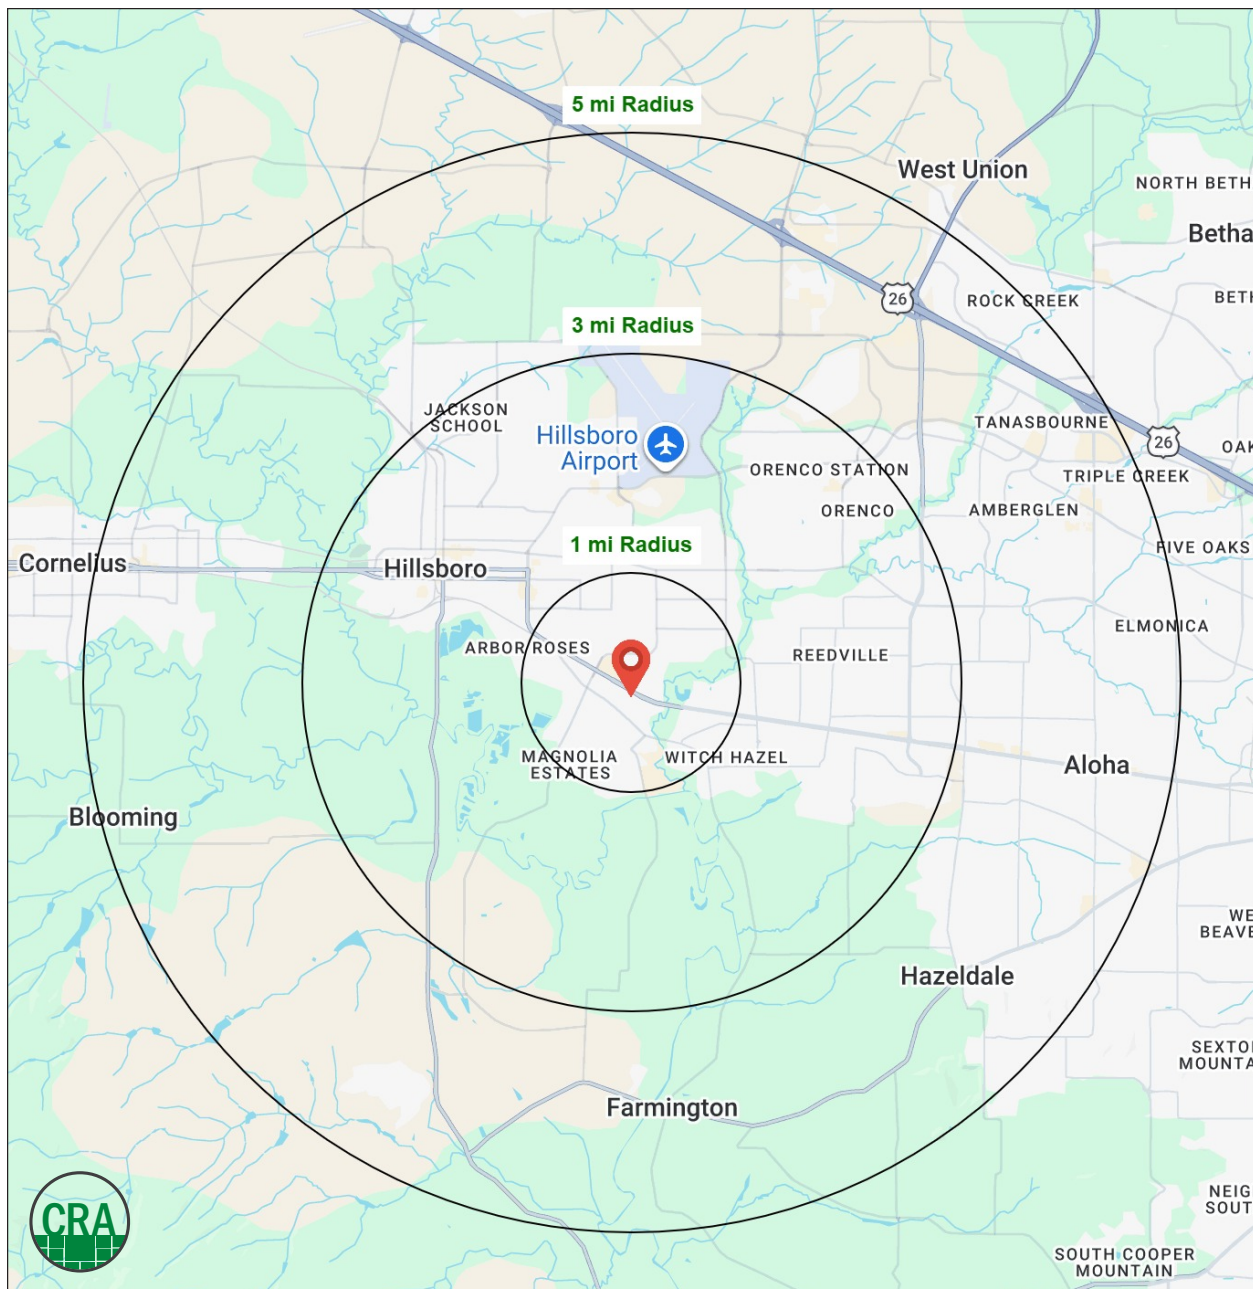 5 mi Radius
West Union
NORTH BETH
Betha
26
ROCK CREEK
BETH
3 mi Radius
JACKSON
SCHOOL
TANASBOURNE
Hillsboro
Airport
26
OAK
ORENCO STATION
TRIPLE CREEK
ORENCO
AMBERGLEN
1 mi Radius
FIVE OAKS
Cornelius
Hillsboro
ELMONICA
ARBOR ROSES
REEDVILLE
MAGNOLIA
ESTATES
WITCH HAZEL
Aloha
Blooming
WE
BEAVE
Hazeldale
SEXTO
MOUNTA
Farmington
NEIG
SOUT
CRA
SOUTH COOPER
MOUNTAIN